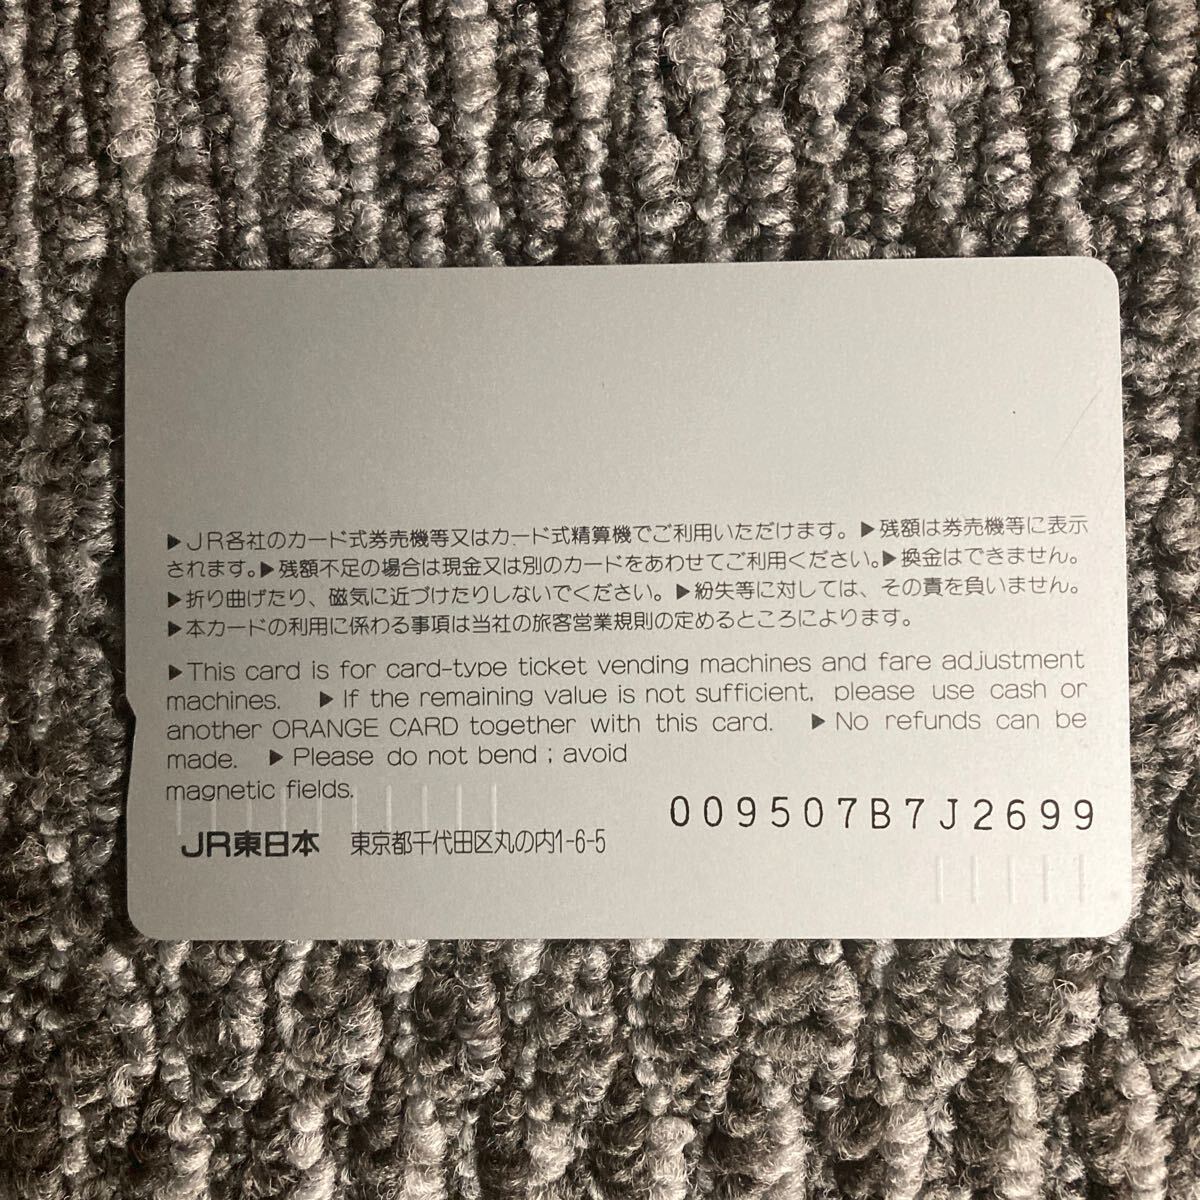 ▶JR各社のカード式券売機等又はカード式精算機でご利用いただけます。▶残額は券売機等に表示
されます。▶残額不足の場合は現金又は別のカードをあわせてご利用ください。▶換金はできません。
▶折り曲げたり、磁気に近づけたりしないでください。▶紛失等に対しては、その責を負いません。
▶本カードの利用に係わる事項は当社の旅客営業規則の定めるところによります。
▶This card is for card-type ticket vending machines and fare adjustment
machines. ▶If the remaining value is not sufficient, please use cash or
another ORANGE CARD together with this card. ▶No refunds can be
made. ▶Please do not bend ; avoid
magnetic fields.
009507B7J2699
JR東日本 東京都千代田区丸の内1-6-5